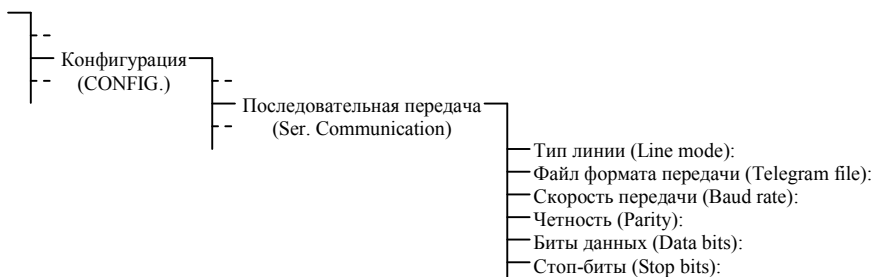 Конфигурация
(CONFIG.)
Последовательная передача
(Ser. Communication)
Тип линии (Line mode):
Файл формата передачи (Telegram file):
Скорость передачи (Baud rate):
Четность (Parity):
Биты данных (Data bits):
Стоп-биты (Stop bits):